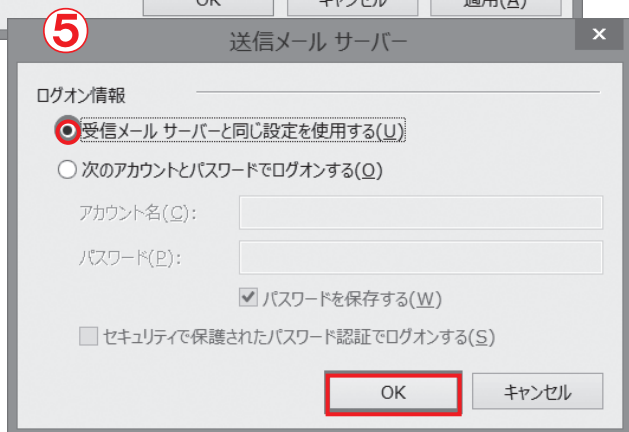 OK キャンセル 適用(A)
⑤
送信メール サーバー ×
ログオン情報
受信メール サーバーと同じ設定を使用する(U)
次のアカウントとパスワードでログオンする(O)
アカウント名(C):
パスワード(P):
パスワードを保存する(W)
セキュリティで保護されたパスワード認証でログオンする(S)
OK キャンセル